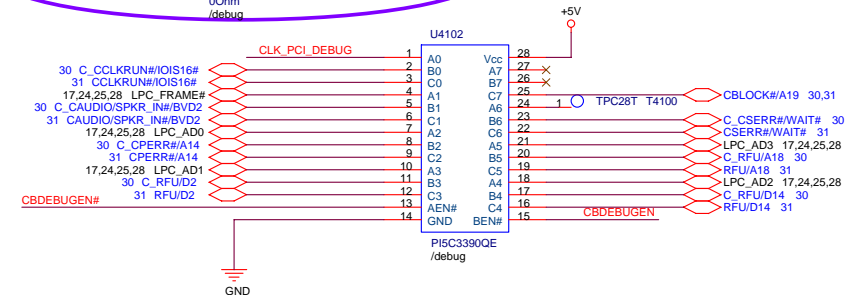 0Ohm
/debug
+5V
U4102
CLK_PCI_DEBUG 1 A0 Vcc 28
30 C_CCLKRUN#/IOIS16# 2 B0 A7 27
31 CCLKRUN#/IOIS16# 3 C0 B7 26
17,24,25,28 LPC_FRAME# 4 A1 C7 25 CBLOCK#/A19 30,31
30 C_CAUDIO/SPKR_IN#/BVD2 5 B1 A6 24 1 TPC28T T4100
31 CAUDIO/SPKR_IN#/BVD2 6 C1 B6 23 C_CSERR#/WAIT# 30
17,24,25,28 LPC_AD0 7 A2 C6 22 CSERR#/WAIT# 31
30 C_CPERR#/A14 8 B2 A5 21 LPC_AD3 17,24,25,28
31 CPERR#/A14 9 C2 B5 20 C_RFU/A18 30
17,24,25,28 LPC_AD1 10 A3 C5 19 RFU/A18 31
30 C_RFU/D2 11 B3 A4 18 LPC_AD2 17,24,25,28
31 RFU/D2 12 C3 B4 17 C_RFU/D14 30
CBDEBUGEN# 13 AEN# C4 16 RFU/D14 31
14 GND BEN# 15 CBDEBUGEN
PI5C3390QE
/debug
GND